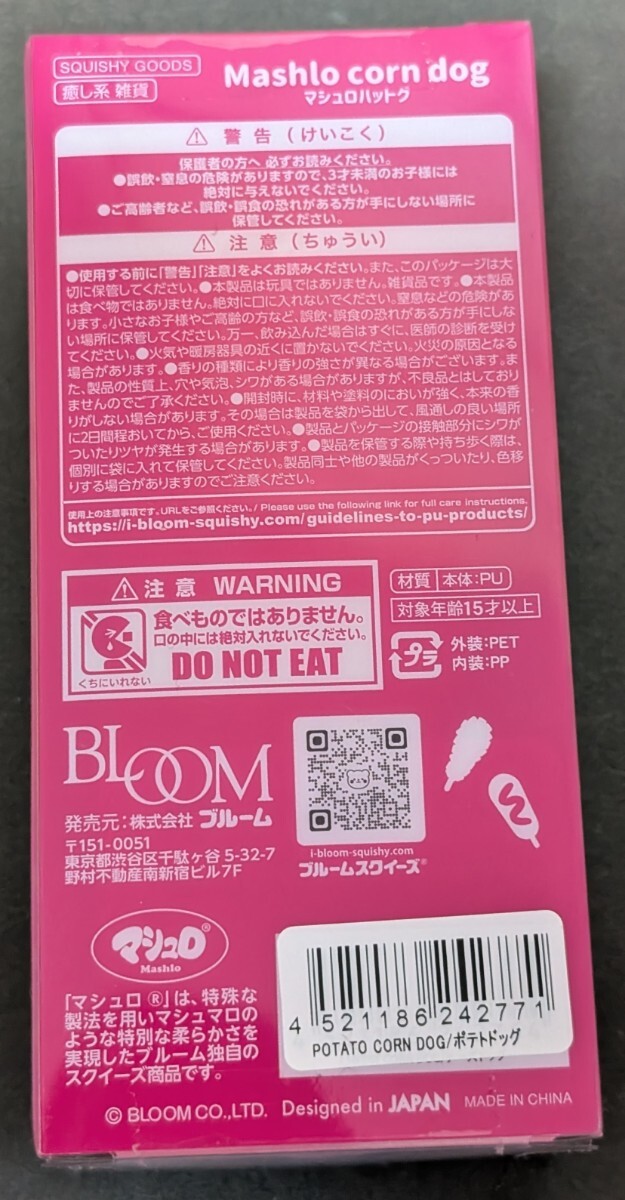 SQUISHY GOODS
癒し系 雑貨
Mashlo corn dog
マシュロハットグ
⚠ 警告(けいこく)
保護者の方へ 必ずお読みください。
●誤飲・窒息の危険がありますので、3才未満のお子様には
絶対に与えないでください。
●ご高齢者など、誤飲・誤食の恐れがある方が手にしない場所に
保管してください。
⚠ 注意(ちゅうい)
●使用する前に「警告」「注意」をよくお読みください。また、このパッケージは大
切に保管してください。●本製品は玩具ではありません。雑貨品です。●本製品
は食べ物ではありません。絶対に口に入れないでください。窒息などの危険があ
ります。小さなお子様やご高齢の方など、誤飲・誤食の恐れがある方が手にしな
い場所に保管してください。万一、飲み込んだ場合はすぐに、医師の診断を受け
てください。●火気や暖房器具の近くに置かないでください。火災の原因となる
場合があります。●香りの種類により香りの強さが異なる場合がございます。ま
た、製品の性質上、穴や気泡、シワがある場合がありますが、不良品とはしており
ませんのでご了承ください。●開封時に、材料や塗料のにおいが強く、本来の香
りがしない場合があります。その場合は製品を袋から出して、風通しの良い場所
に2日間程おいてから、ご使用ください。●製品とパッケージの接触部分にシワが
ついたりツヤが発生する場合があります。●製品を保管する際や持ち歩く際は、
個別に袋に入れて保管してください。製品同士や他の製品がくっついたり、色移
りする場合がありますのでご注意ください。
使用上の注意事項です。URLをご参照ください。/ Please use the following link for full care instructions.
https://i-bloom-squishy.com/guidelines-to-pu-products/
⚠ 注意 WARNING
食べものではありません。
口の中には絶対入れないでください。
DO NOT EAT
くちにいれない
材質 本体:PU
対象年齢15才以上
プラ
外装:PET
内装:PP
BLOOM
発売元:株式会社 ブルーム
〒151-0051
東京都渋谷区千駄ヶ谷 5-32-7
野村不動産南新宿ビル7F
i-bloom-squishy.com
ブルームスクイーズ®
マシュロ®
Mashlo
「マシュロ ®」は、特殊な
製法を用いマシュマロの
ような特別な柔らかさを
実現したブルーム独自の
スクイーズ商品です。
4 521186 242771
POTATO CORN DOG/ポテトドッグ
© BLOOM CO.,LTD. Designed in JAPAN MADE IN CHINA